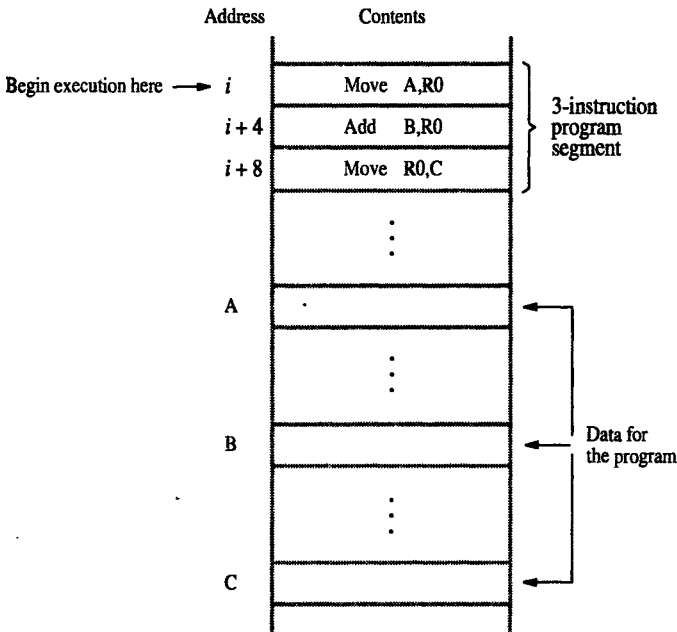 Address Contents
Begin execution here i Move A,R0
i + 4 Add B,R0
i + 8 Move R0,C
3-instruction
program
segment
A
B
Data for
the program
C